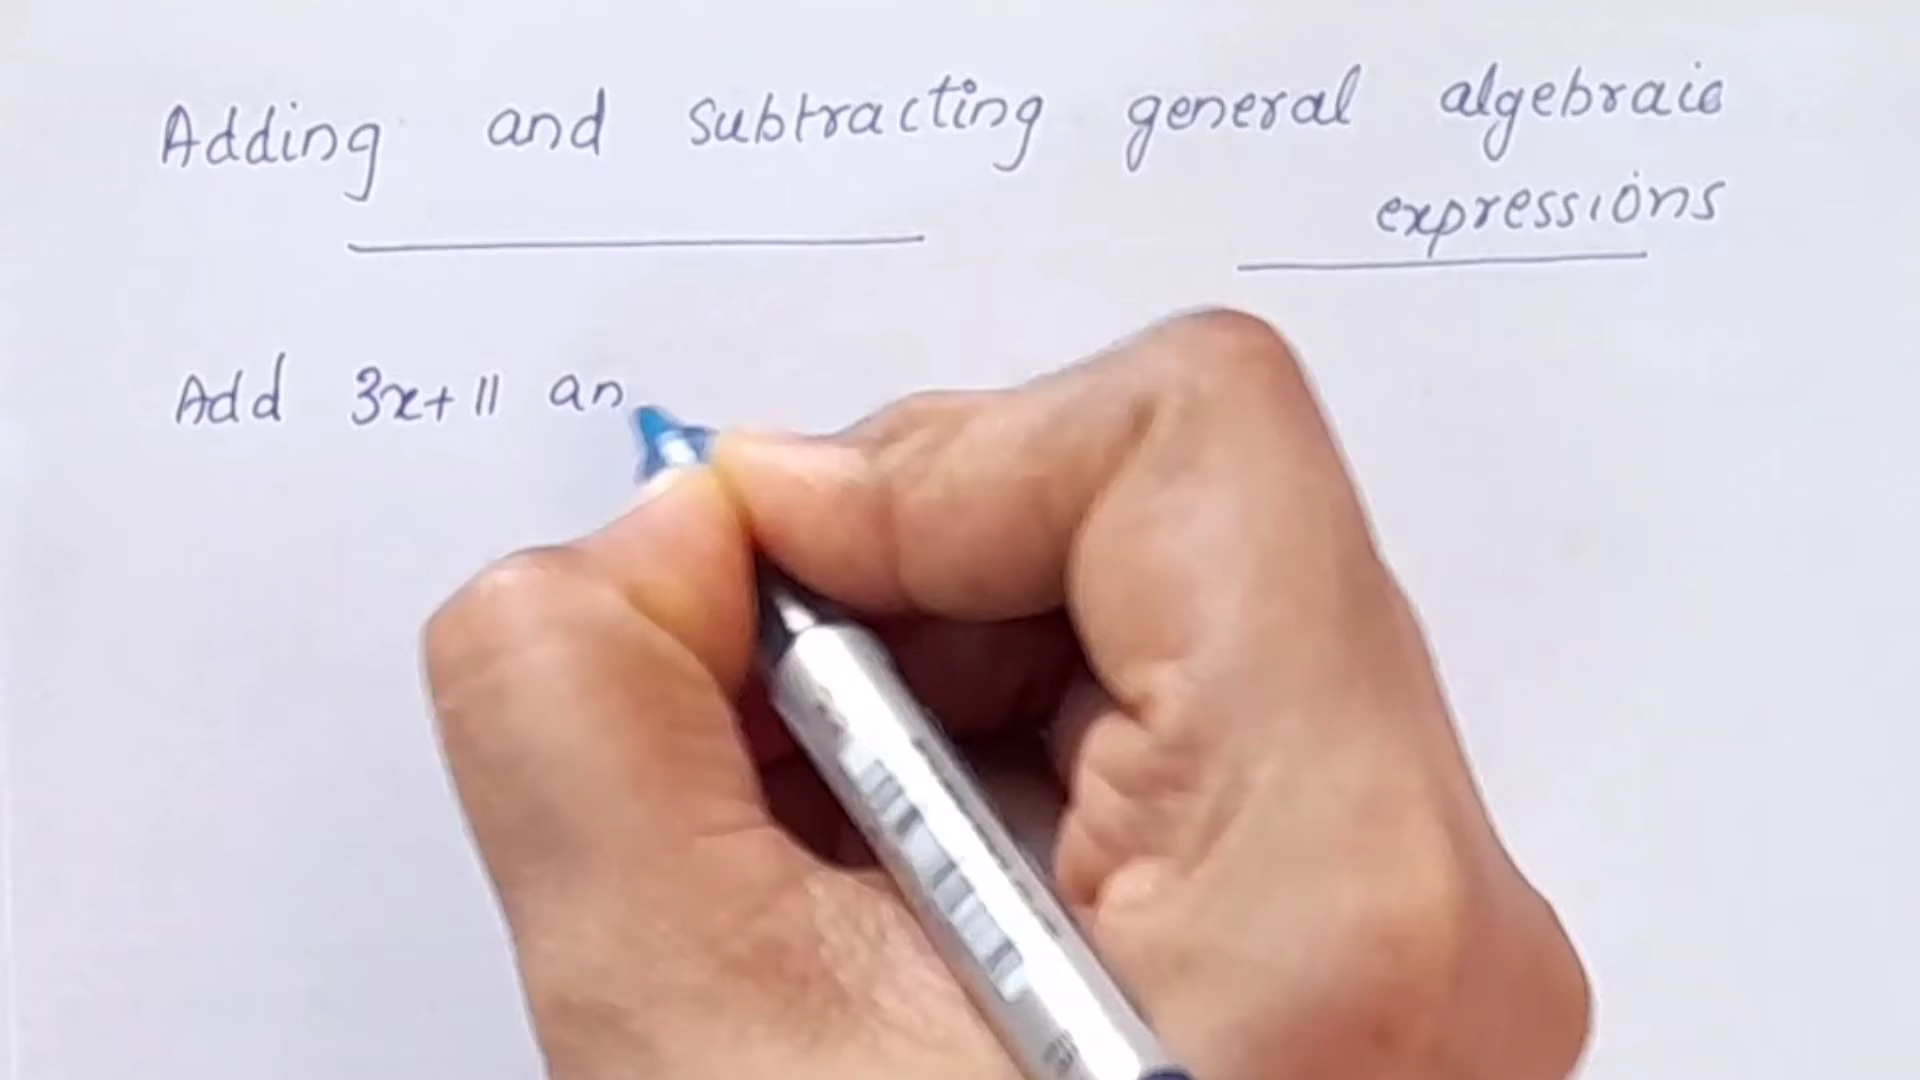 Adding and subtracting general algebraic
expressions
Add 3x+11 an